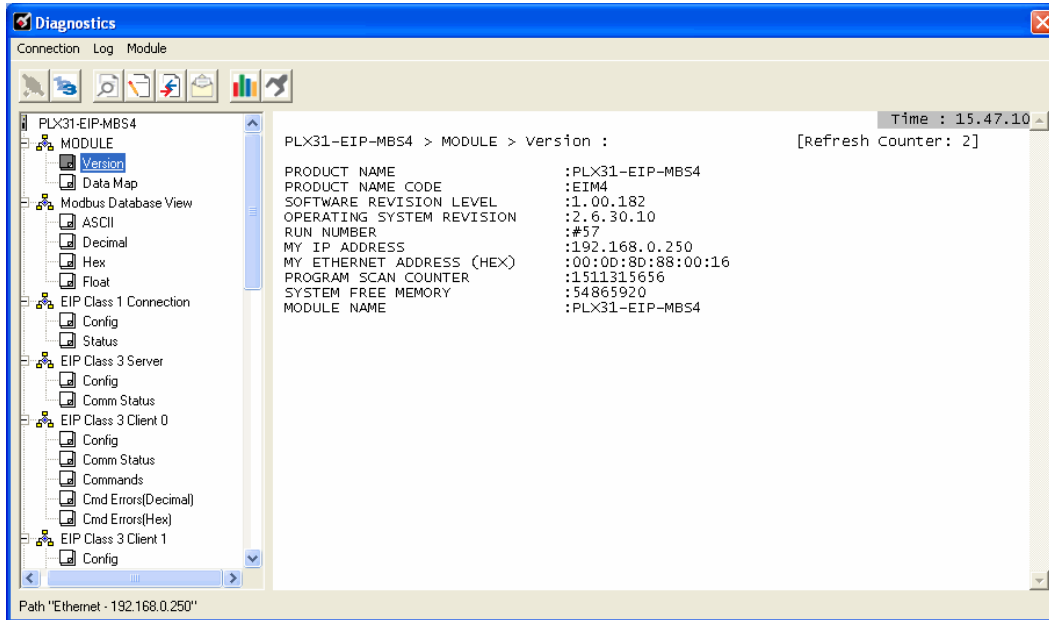 Diagnostics
Connection Log Module
PLX31-EIP-MBS4
MODULE
Version
Data Map
Modbus Database View
ASCII
Decimal
Hex
Float
EIP Class 1 Connection
Config
Status
EIP Class 3 Server
Config
Comm Status
EIP Class 3 Client 0
Config
Comm Status
Commands
Cmd Errors(Decimal)
Cmd Errors(Hex)
EIP Class 3 Client 1
Config
Time : 15.47.10
PLX31-EIP-MBS4 > MODULE > Version : [Refresh Counter: 2]
PRODUCT NAME :PLX31-EIP-MBS4
PRODUCT NAME CODE :EIM4
SOFTWARE REVISION LEVEL :1.00.182
OPERATING SYSTEM REVISION :2.6.30.10
RUN NUMBER :#57
MY IP ADDRESS :192.168.0.250
MY ETHERNET ADDRESS (HEX) :00:0D:8D:88:00:16
PROGRAM SCAN COUNTER :1511315656
SYSTEM FREE MEMORY :54865920
MODULE NAME :PLX31-EIP-MBS4
Path "Ethernet - 192.168.0.250"